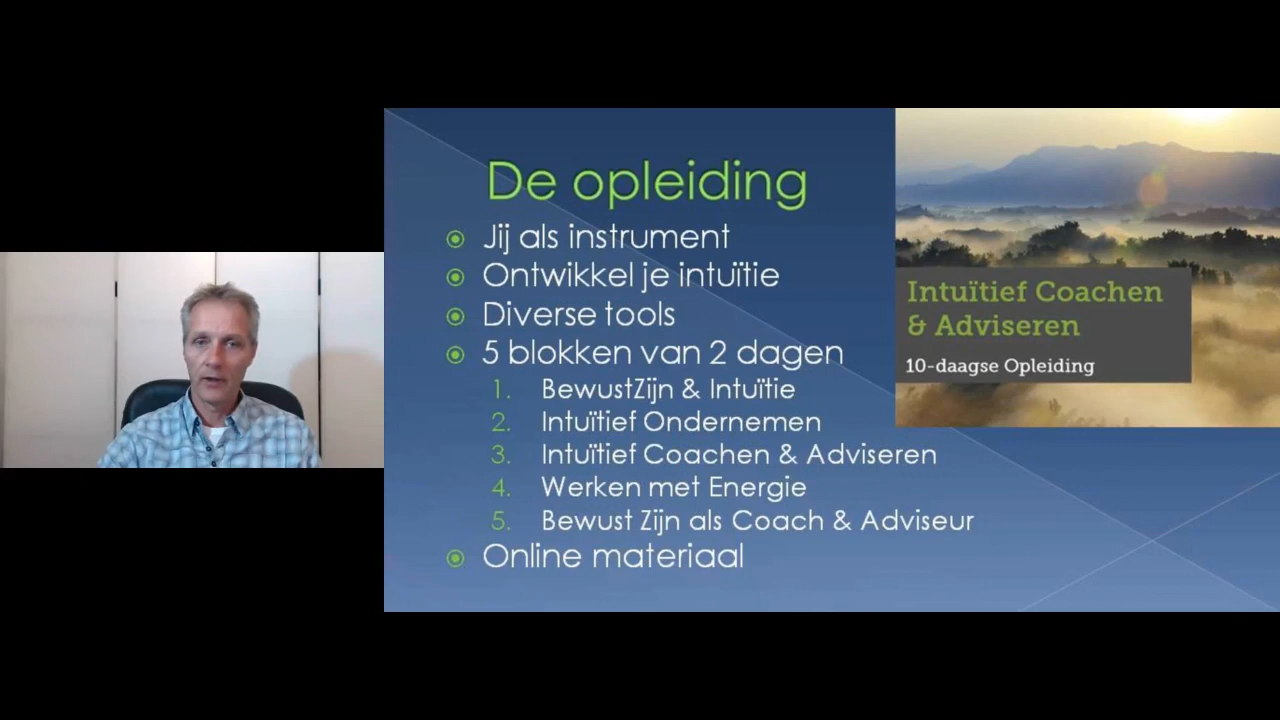 De opleiding
Jij als instrument
Ontwikkel je intuïtie
Diverse tools
5 blokken van 2 dagen
1. BewustZijn & Intuïtie
2. Intuïtief Ondernemen
3. Intuïtief Coachen & Adviseren
4. Werken met Energie
5. Bewust Zijn als Coach & Adviseur
Online materiaal
Intuïtief Coachen
& Adviseren
10-daagse Opleiding